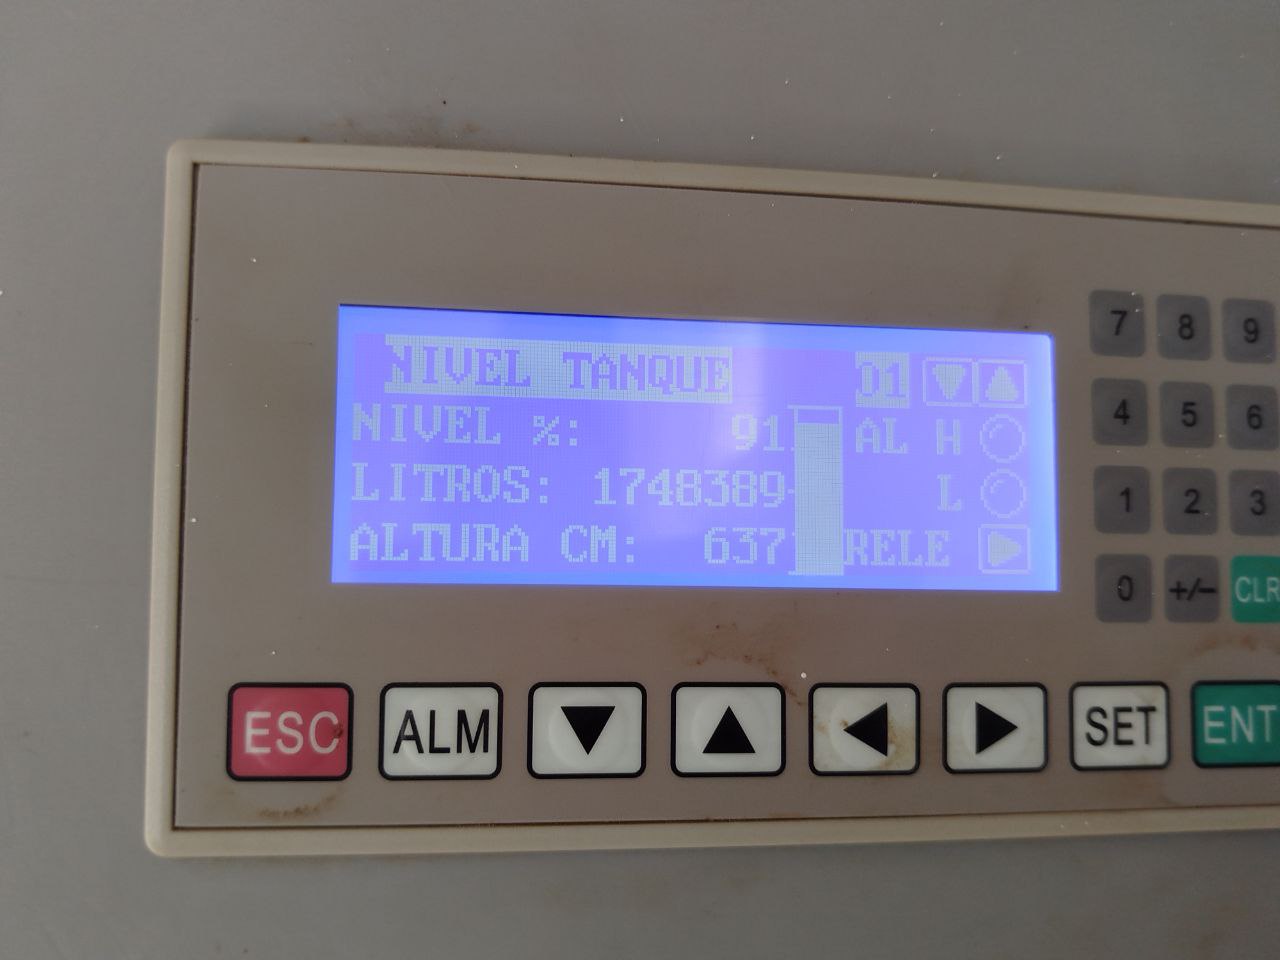 NIVEL TANQUE 01
NIVEL %: 91 AL H
LITROS: 1748389 L
ALTURA CM: 637 RELE
7 8 9
4 5 6
1 2 3
0 +/- CLR
ESC ALM SET ENT